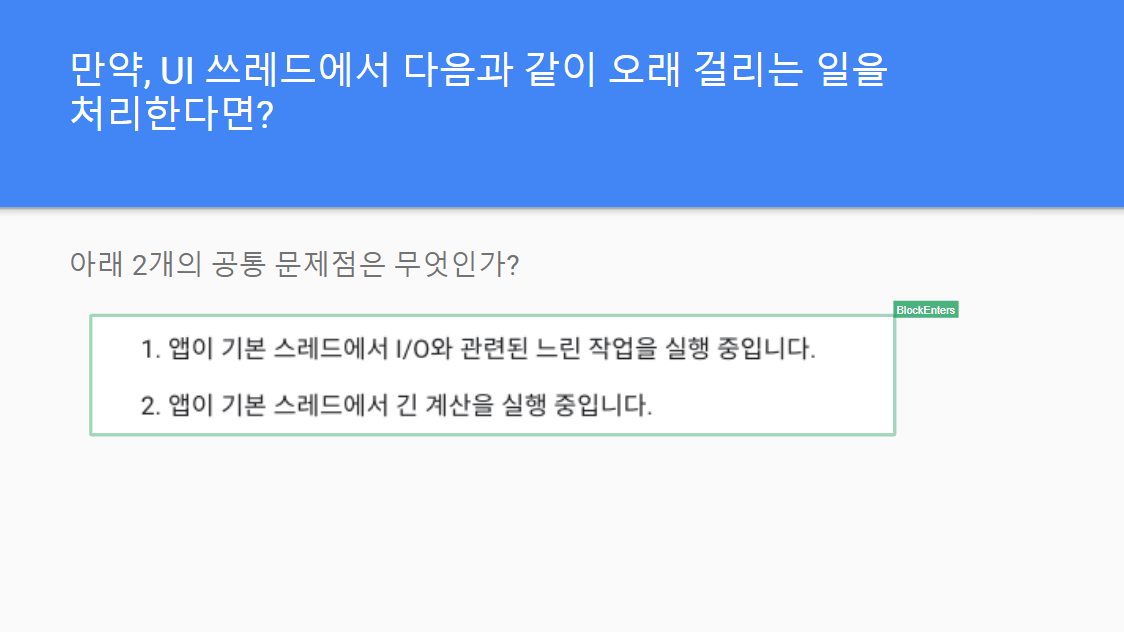 만약, UI 쓰레드에서 다음과 같이 오래 걸리는 일을
처리한다면?
아래 2개의 공통 문제점은 무엇인가?
BlockEnters
1. 앱이 기본 스레드에서 I/O와 관련된 느린 작업을 실행 중입니다.
2. 앱이 기본 스레드에서 긴 계산을 실행 중입니다.